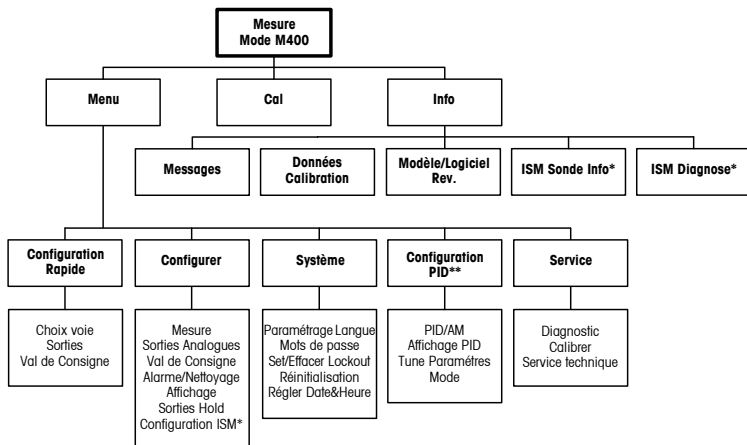 Mesure
Mode M400
Menu
Cal
Info
Messages
Données
Calibration
Modèle/Logiciel
Rev.
ISM Sonde Info*
ISM Diagnose*
Configuration
Rapide
Configurer
Système
Configuration
PID**
Service
Choix voie
Sorties
Val de Consigne
Mesure
Sorties Analogues
Val de Consigne
Alarme/Nettoyage
Affichage
Sorties Hold
Configuration ISM*
Paramétrage Langue
Mots de passe
Set/Effacer Lockout
Réinitialisation
Régler Date&Heure
PID/AM
Affichage PID
Tune Paramétres
Mode
Diagnostic
Calibrer
Service technique